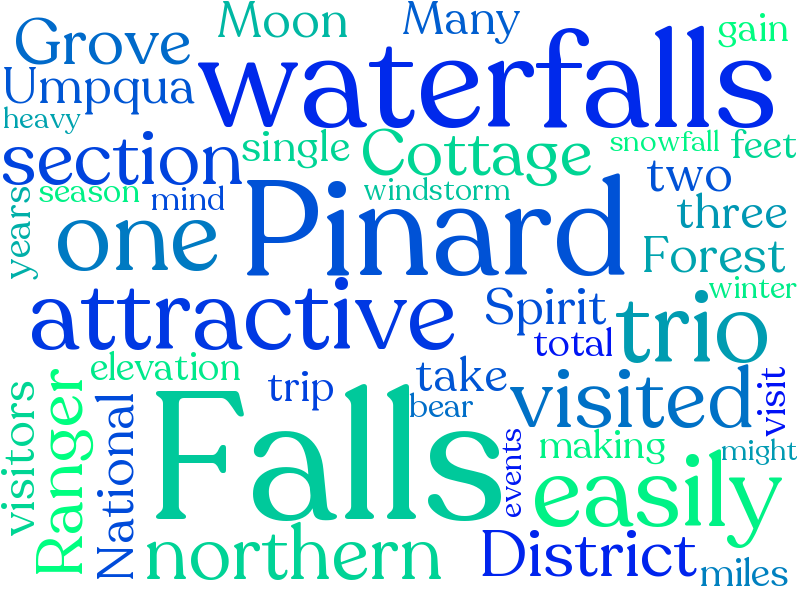 Moon
Many
Grove
gain
waterfalls
Umpqua
heavy
section
single
Cottage
snowfall
feet
two
season
mind
windstorm
years
Pinard
three
one
Forest
attractive
winter
Spirit
trio
total
elevation
trip
take
bear
visited
visit
visitors
Ranger
National
Falls
events
making
might
easily
northern
District
miles